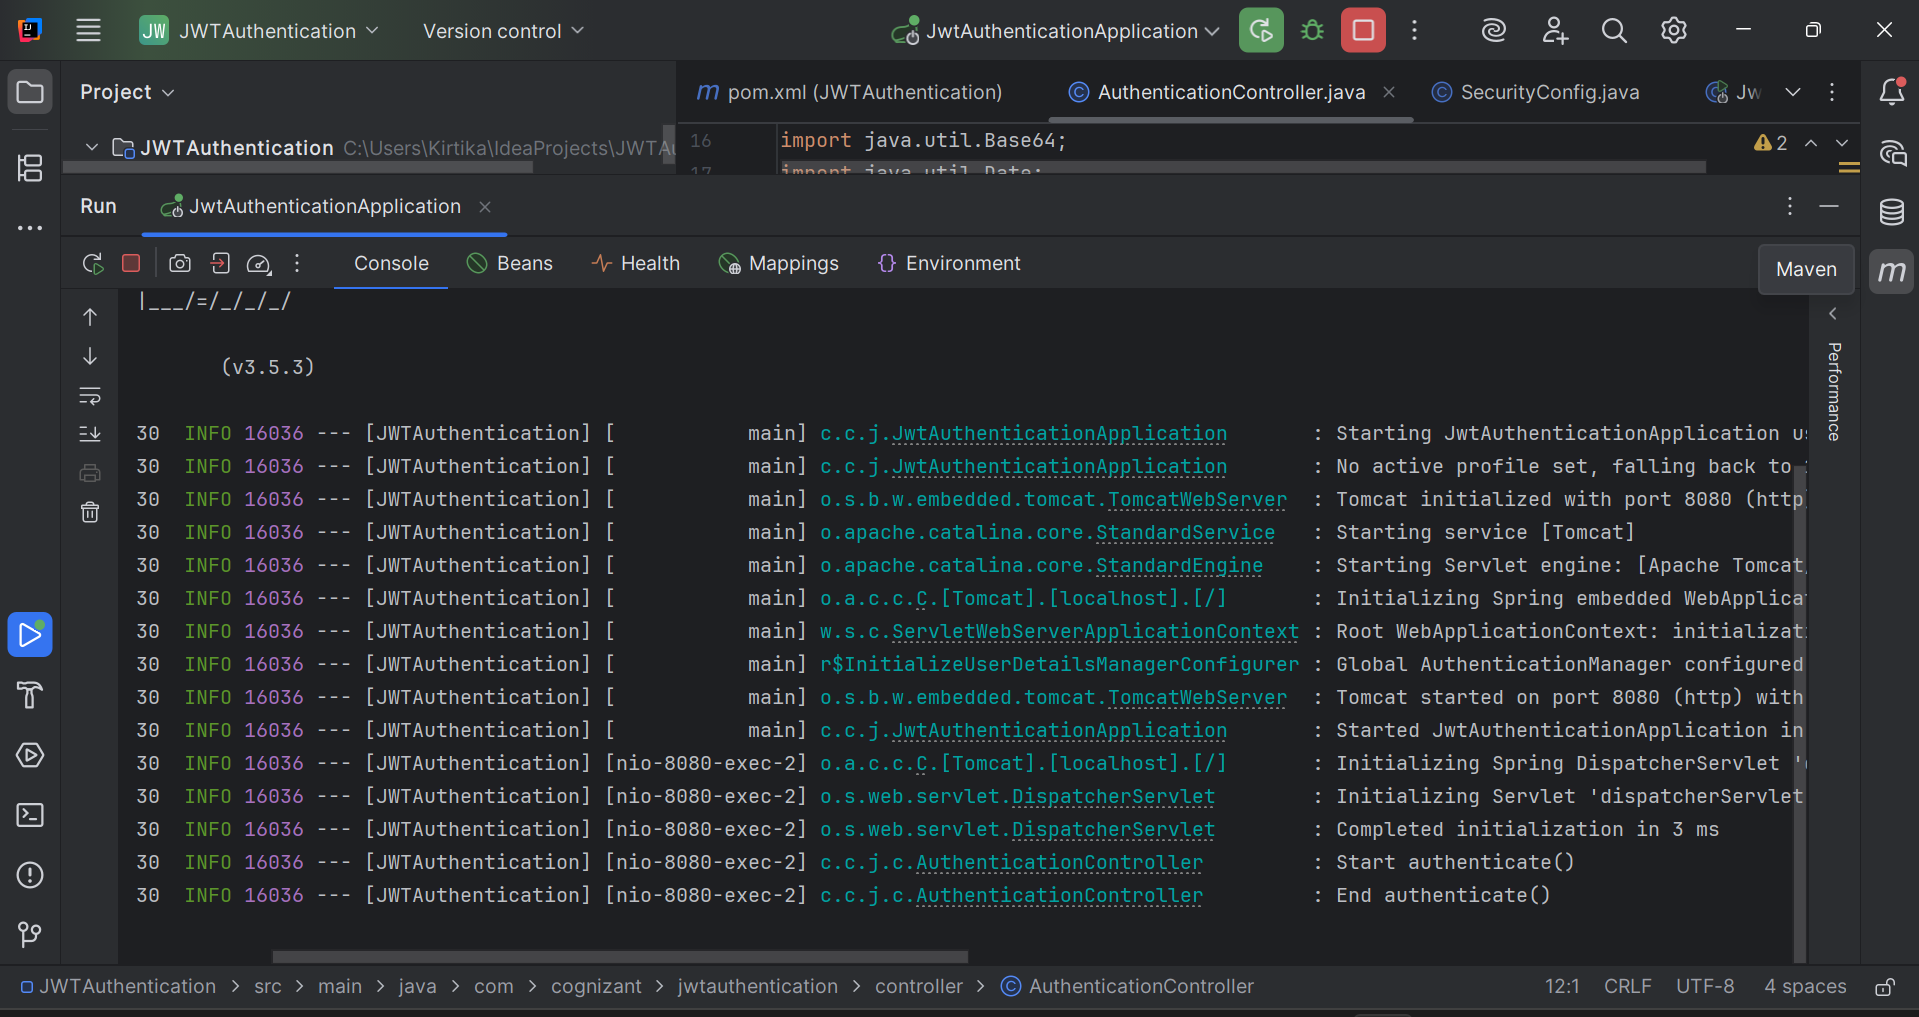 JW JWTAuthentication Version control JwtAuthenticationApplication
Project pom.xml (JWTAuthentication) AuthenticationController.java SecurityConfig.java Jw
JWTAuthentication C:\Users\Kirtika\IdeaProjects\JWTAu 16 import java.util.Base64; 2
17 import java.util.Date;
Run JwtAuthenticationApplication
Console Beans Health Mappings Environment Maven
|___/=/_/_/_/
Performance
(v3.5.3)
30 INFO 16036 --- [JWTAuthentication] [           main] c.c.j.JwtAuthenticationApplication       : Starting JwtAuthenticationApplication u
30 INFO 16036 --- [JWTAuthentication] [           main] c.c.j.JwtAuthenticationApplication       : No active profile set, falling back to
30 INFO 16036 --- [JWTAuthentication] [           main] o.s.b.w.embedded.tomcat.TomcatWebServer  : Tomcat initialized with port 8080 (http
30 INFO 16036 --- [JWTAuthentication] [           main] o.apache.catalina.core.StandardService   : Starting service [Tomcat]
30 INFO 16036 --- [JWTAuthentication] [           main] o.apache.catalina.core.StandardEngine    : Starting Servlet engine: [Apache Tomcat
30 INFO 16036 --- [JWTAuthentication] [           main] o.a.c.c.C.[Tomcat].[localhost].[/]       : Initializing Spring embedded WebApplica
30 INFO 16036 --- [JWTAuthentication] [           main] w.s.c.ServletWebServerApplicationContext : Root WebApplicationContext: initializat
30 INFO 16036 --- [JWTAuthentication] [           main] r$InitializeUserDetailsManagerConfigurer : Global AuthenticationManager configured
30 INFO 16036 --- [JWTAuthentication] [           main] o.s.b.w.embedded.tomcat.TomcatWebServer  : Tomcat started on port 8080 (http) with
30 INFO 16036 --- [JWTAuthentication] [           main] c.c.j.JwtAuthenticationApplication       : Started JwtAuthenticationApplication in
30 INFO 16036 --- [JWTAuthentication] [nio-8080-exec-2] o.a.c.c.C.[Tomcat].[localhost].[/]       : Initializing Spring DispatcherServlet '
30 INFO 16036 --- [JWTAuthentication] [nio-8080-exec-2] o.s.web.servlet.DispatcherServlet        : Initializing Servlet 'dispatcherServlet
30 INFO 16036 --- [JWTAuthentication] [nio-8080-exec-2] o.s.web.servlet.DispatcherServlet        : Completed initialization in 3 ms
30 INFO 16036 --- [JWTAuthentication] [nio-8080-exec-2] c.c.j.c.AuthenticationController         : Start authenticate()
30 INFO 16036 --- [JWTAuthentication] [nio-8080-exec-2] c.c.j.c.AuthenticationController         : End authenticate()
JWTAuthentication > src > main > java > com > cognizant > jwtauthentication > controller > AuthenticationController 12:1 CRLF UTF-8 4 spaces